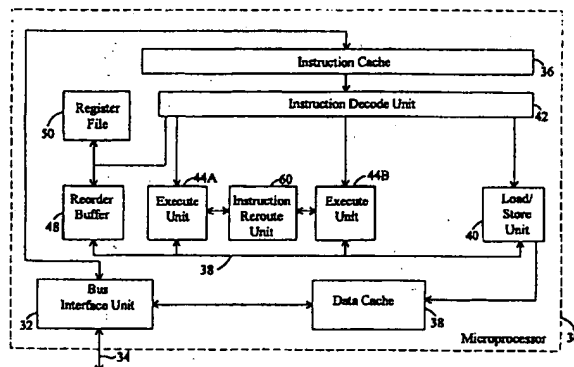 Instruction Cache
36
Register
File
50
Instruction Decode Unit
42
44A
60
44B
Reorder
Buffer
48
Execute
Unit
Instruction
Reroute
Unit
Execute
Unit
Load/
Store
Unit
40
38
Bus
Interface Unit
32
Data Cache
38
Microprocessor
34